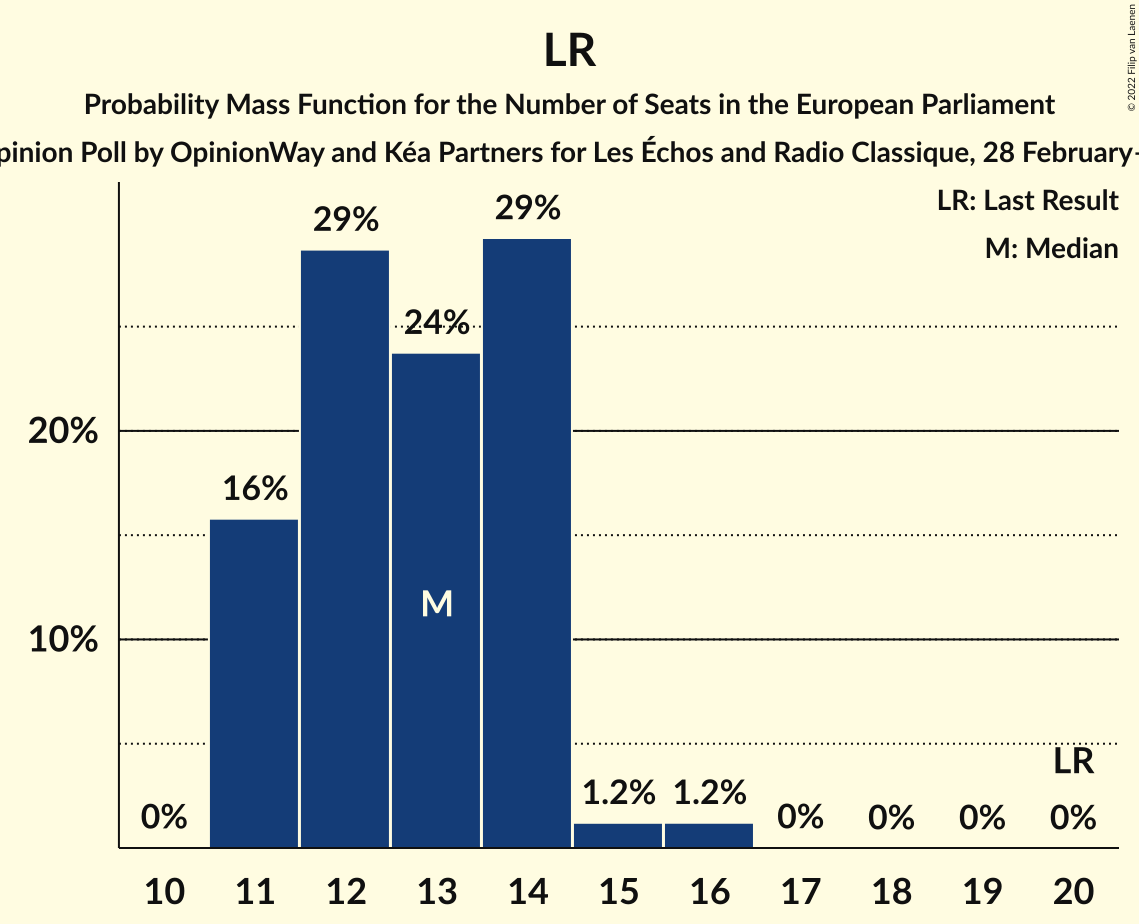 LR
Probability Mass Function for the Number of Seats in the European Parliament
pinion Poll by OpinionWay and Kéa Partners for Les Échos and Radio Classique, 28 February–
© 2022 Filip van Laenen
LR: Last Result
M: Median
29%
29%
24%
20%
16%
M
10%
LR
0%
1.2%
1.2%
0%
0%
0%
0%
10 11 12 13 14 15 16 17 18 19 20